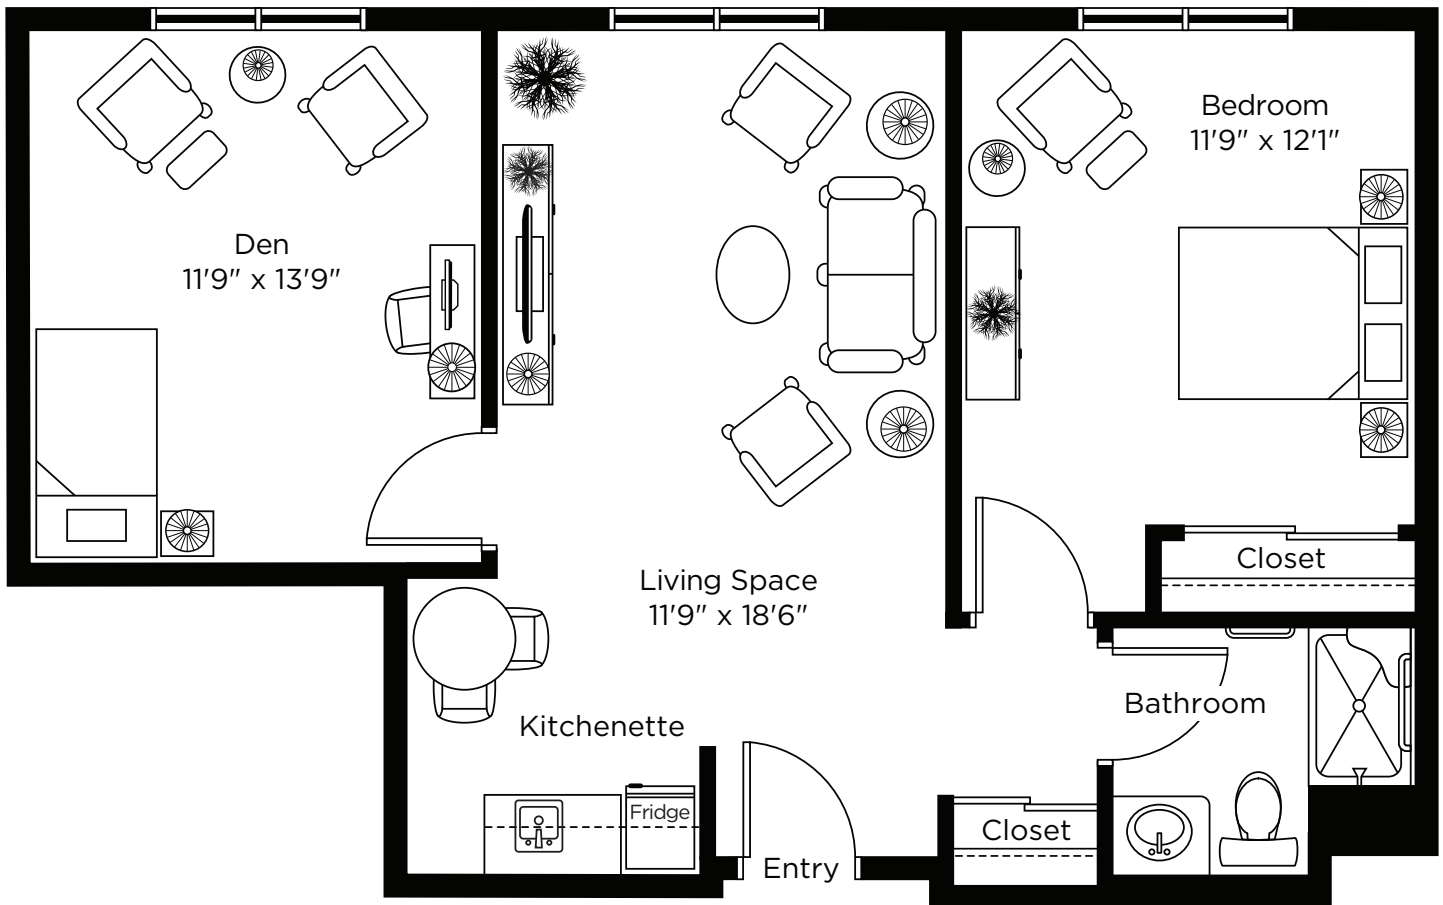 Bedroom
11'9" x 12'1"
Den
11'9" x 13'9"
Closet
Living Space
11'9" x 18'6"
Bathroom
Kitchenette
Fridge
Closet
Entry